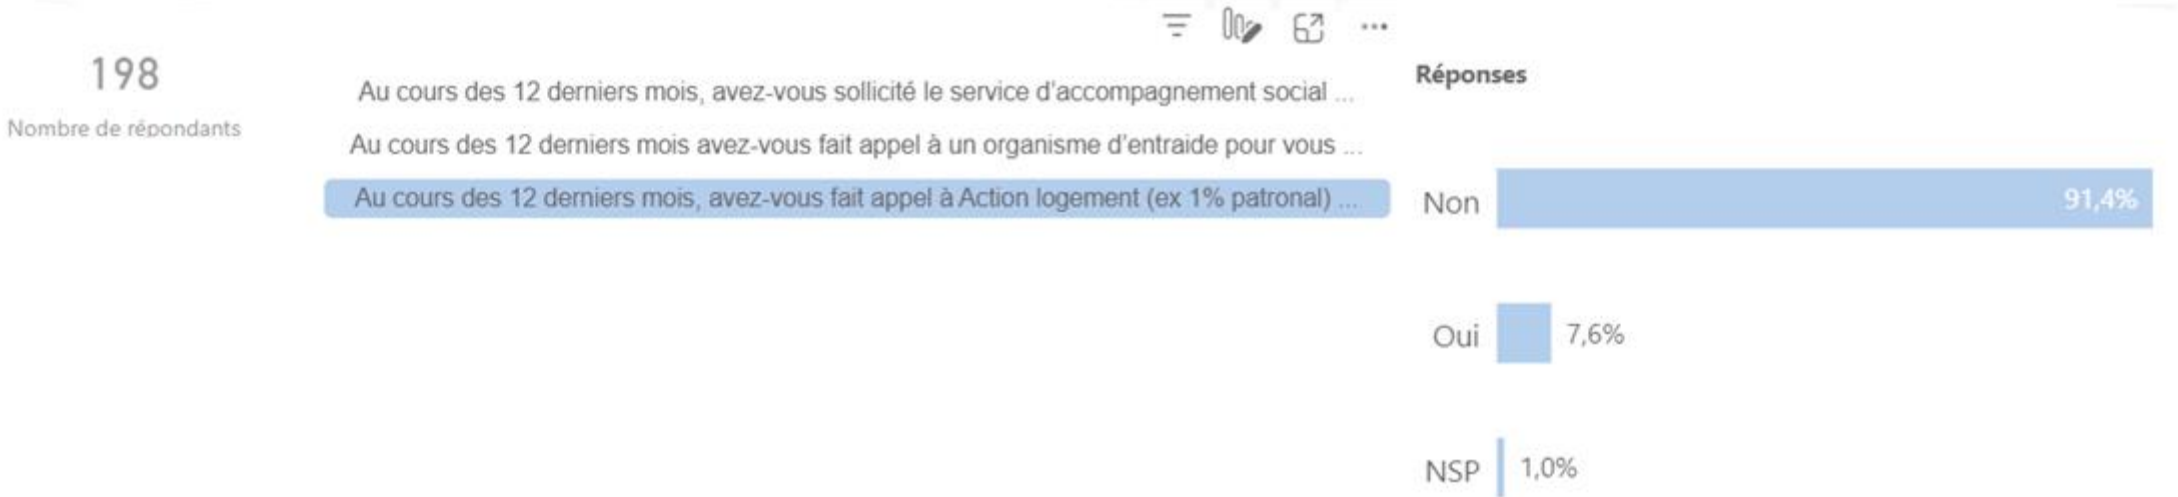 198
Nombre de répondants
Au cours des 12 derniers mois, avez-vous sollicité le service d'accompagnement social ...
Au cours des 12 derniers mois avez-vous fait appel à un organisme d'entraide pour vous ...
Au cours des 12 derniers mois, avez-vous fait appel à Action logement (ex 1% patronal) ...
Réponses
Non 91,4%
Oui 7,6%
NSP 1,0%